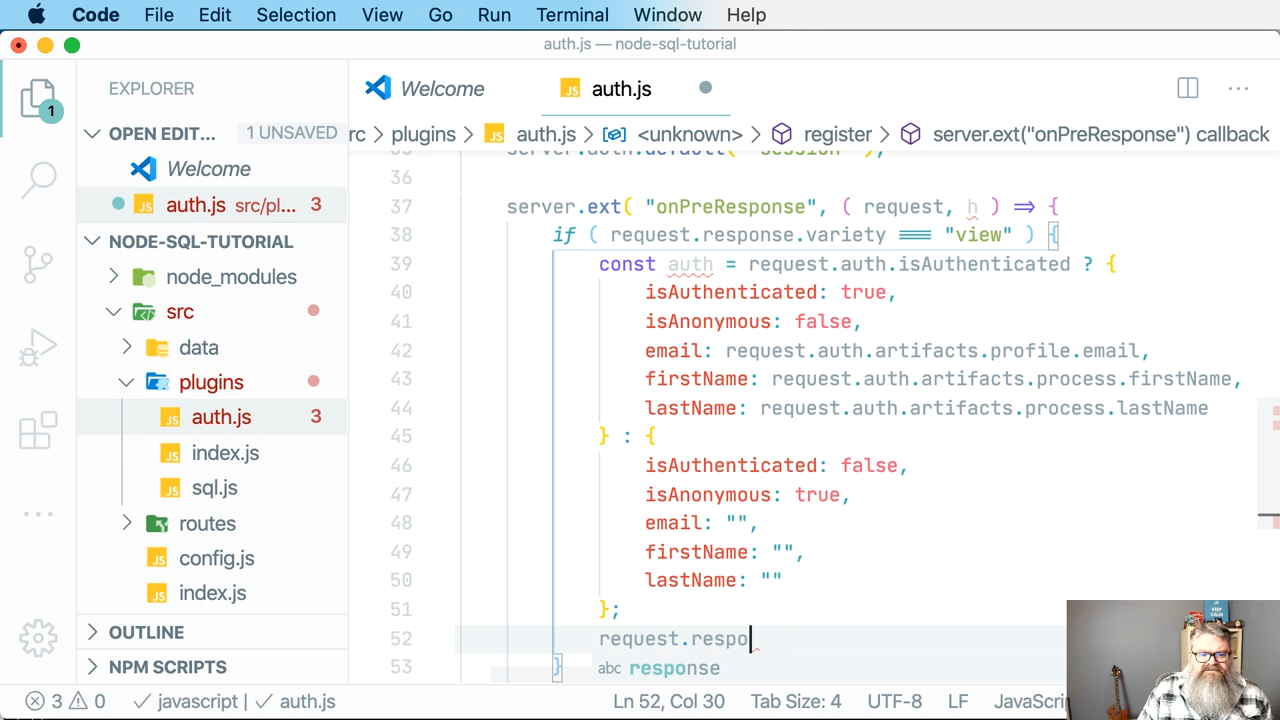 Code File Edit Selection View Go Run Terminal Window Help
auth.js — node-sql-tutorial
EXPLORER
Welcome
auth.js
OPEN EDIT... 1 UNSAVED
Welcome
auth.js src/pl... 3
NODE-SQL-TUTORIAL
node_modules
src
data
plugins
auth.js 3
index.js
sql.js
routes
config.js
index.js
OUTLINE
NPM SCRIPTS
1
rc > plugins > auth.js > <unknown> > register > server.ext("onPreResponse") callback
36
37 server.ext( "onPreResponse", ( request, h ) => {
38 if ( request.response.variety === "view" ) {
39 const auth = request.auth.isAuthenticated ? {
40 isAuthenticated: true,
41 isAnonymous: false,
42 email: request.auth.artifacts.profile.email,
43 firstName: request.auth.artifacts.process.firstName,
44 lastName: request.auth.artifacts.process.lastName
45 } : {
46 isAuthenticated: false,
47 isAnonymous: true,
48 email: "",
49 firstName: "",
50 lastName: ""
51 };
52 request.respo
53 }
abc response
3 0 javascript | auth.js Ln 52, Col 30 Tab Size: 4 UTF-8 LF JavaScri